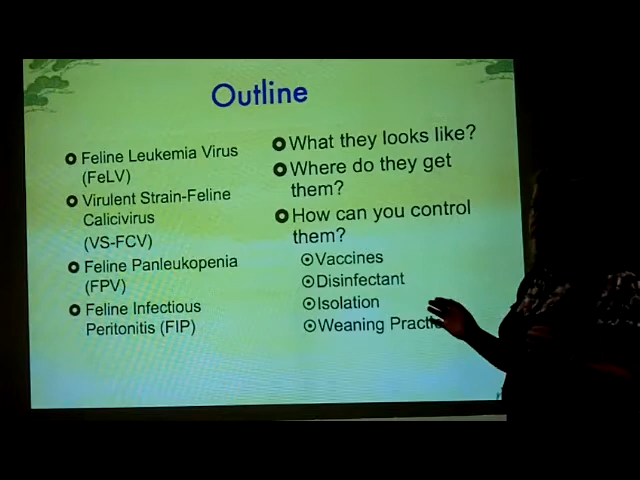 Outline
Feline Leukemia Virus
(FeLV)
Virulent Strain-Feline
Calicivirus
(VS-FCV)
Feline Panleukopenia
(FPV)
Feline Infectious
Peritonitis (FIP)
What they looks like?
Where do they get
them?
How can you control
them?
Vaccines
Disinfectant
Isolation
Weaning